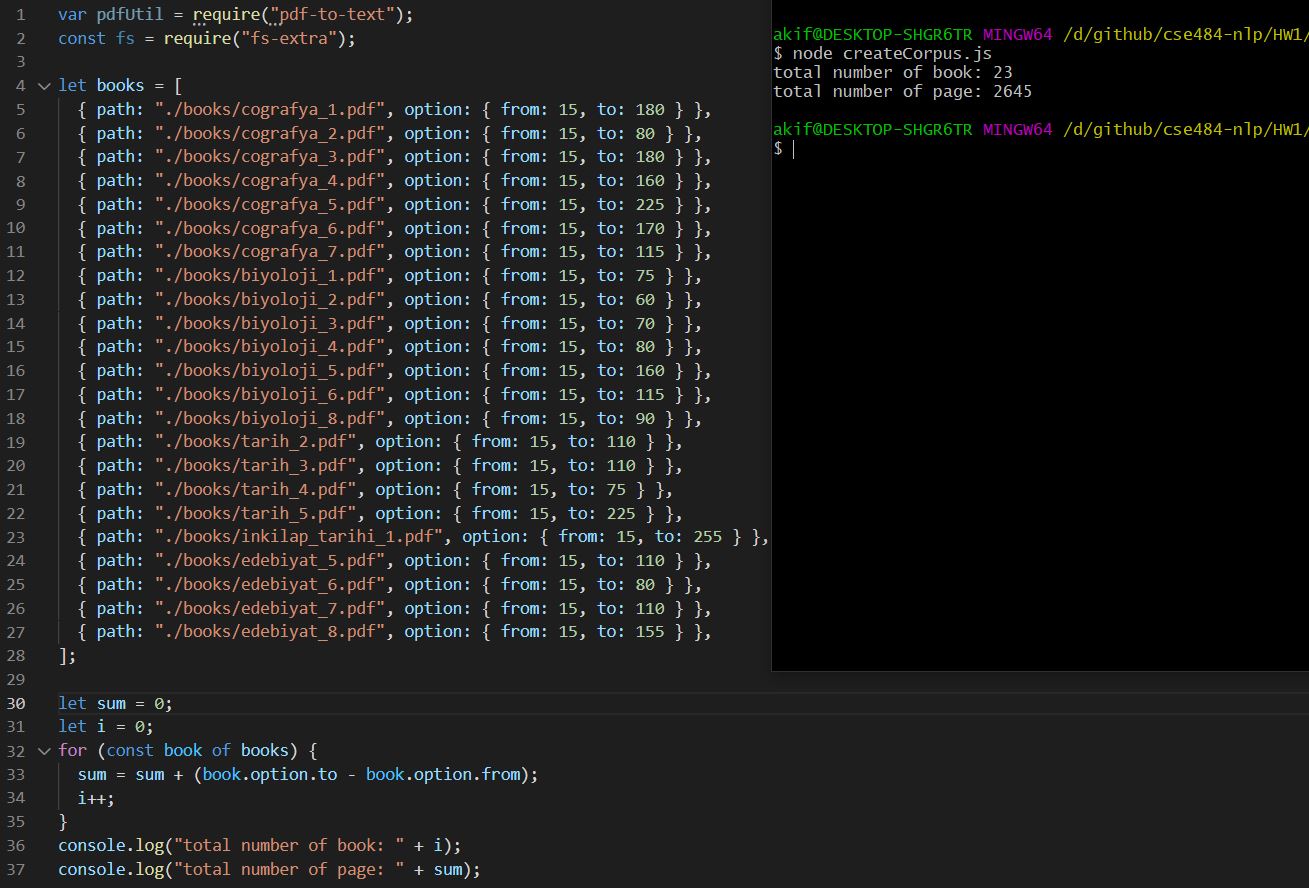 1 var pdfUtil = require("pdf-to-text");
2 const fs = require("fs-extra");
3
4 let books = [
5 { path: "./books/cografya_1.pdf", option: { from: 15, to: 180 } },
6 { path: "./books/cografya_2.pdf", option: { from: 15, to: 80 } },
7 { path: "./books/cografya_3.pdf", option: { from: 15, to: 180 } },
8 { path: "./books/cografya_4.pdf", option: { from: 15, to: 160 } },
9 { path: "./books/cografya_5.pdf", option: { from: 15, to: 225 } },
10 { path: "./books/cografya_6.pdf", option: { from: 15, to: 170 } },
11 { path: "./books/cografya_7.pdf", option: { from: 15, to: 115 } },
12 { path: "./books/biyoloji_1.pdf", option: { from: 15, to: 75 } },
13 { path: "./books/biyoloji_2.pdf", option: { from: 15, to: 60 } },
14 { path: "./books/biyoloji_3.pdf", option: { from: 15, to: 70 } },
15 { path: "./books/biyoloji_4.pdf", option: { from: 15, to: 80 } },
16 { path: "./books/biyoloji_5.pdf", option: { from: 15, to: 160 } },
17 { path: "./books/biyoloji_6.pdf", option: { from: 15, to: 115 } },
18 { path: "./books/biyoloji_8.pdf", option: { from: 15, to: 90 } },
19 { path: "./books/tarih_2.pdf", option: { from: 15, to: 110 } },
20 { path: "./books/tarih_3.pdf", option: { from: 15, to: 110 } },
21 { path: "./books/tarih_4.pdf", option: { from: 15, to: 75 } },
22 { path: "./books/tarih_5.pdf", option: { from: 15, to: 225 } },
23 { path: "./books/inkilap_tarihi_1.pdf", option: { from: 15, to: 255 } },
24 { path: "./books/edebiyat_5.pdf", option: { from: 15, to: 110 } },
25 { path: "./books/edebiyat_6.pdf", option: { from: 15, to: 80 } },
26 { path: "./books/edebiyat_7.pdf", option: { from: 15, to: 110 } },
27 { path: "./books/edebiyat_8.pdf", option: { from: 15, to: 155 } },
28 ];
29
30 let sum = 0;
31 let i = 0;
32 for (const book of books) {
33 sum = sum + (book.option.to - book.option.from);
34 i++;
35 }
36 console.log("total number of book: " + i);
37 console.log("total number of page: " + sum);
akif@DESKTOP-SHGR6TR MINGW64 /d/github/cse484-nlp/HW1/
$ node createCorpus.js
total number of book: 23
total number of page: 2645
akif@DESKTOP-SHGR6TR MINGW64 /d/github/cse484-nlp/HW1/
$